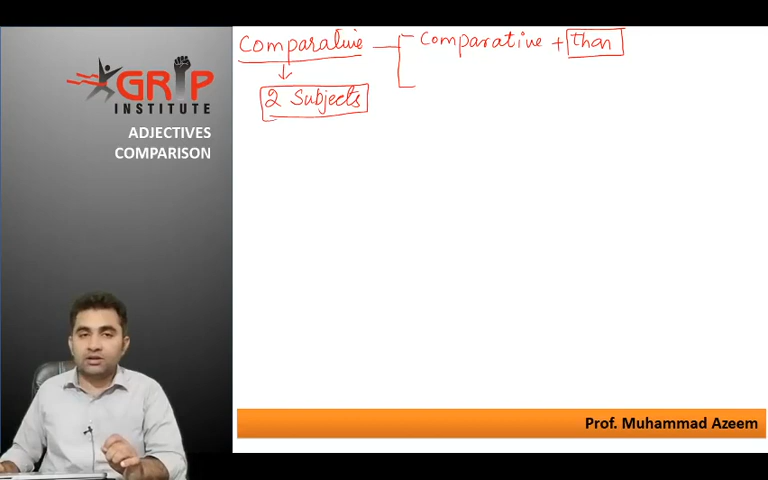 Comparative
Comparative + than
2 Subjects
GRIP
INSTITUTE
ADJECTIVES
COMPARISON
Prof. Muhammad Azeem